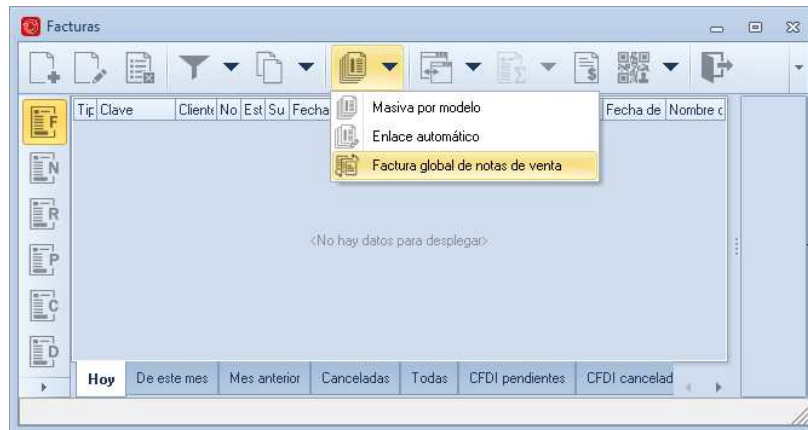 Facturas
Tip Clave Cliente No Est Su Fecha Fecha de Nombre c
Masiva por modelo
Enlace automático
Factura global de notas de venta
F
N
R
P
C
D
<No hay datos para desplegar>
Hoy De este mes Mes anterior Canceladas Todas CFDI pendientes CFDI cancelad